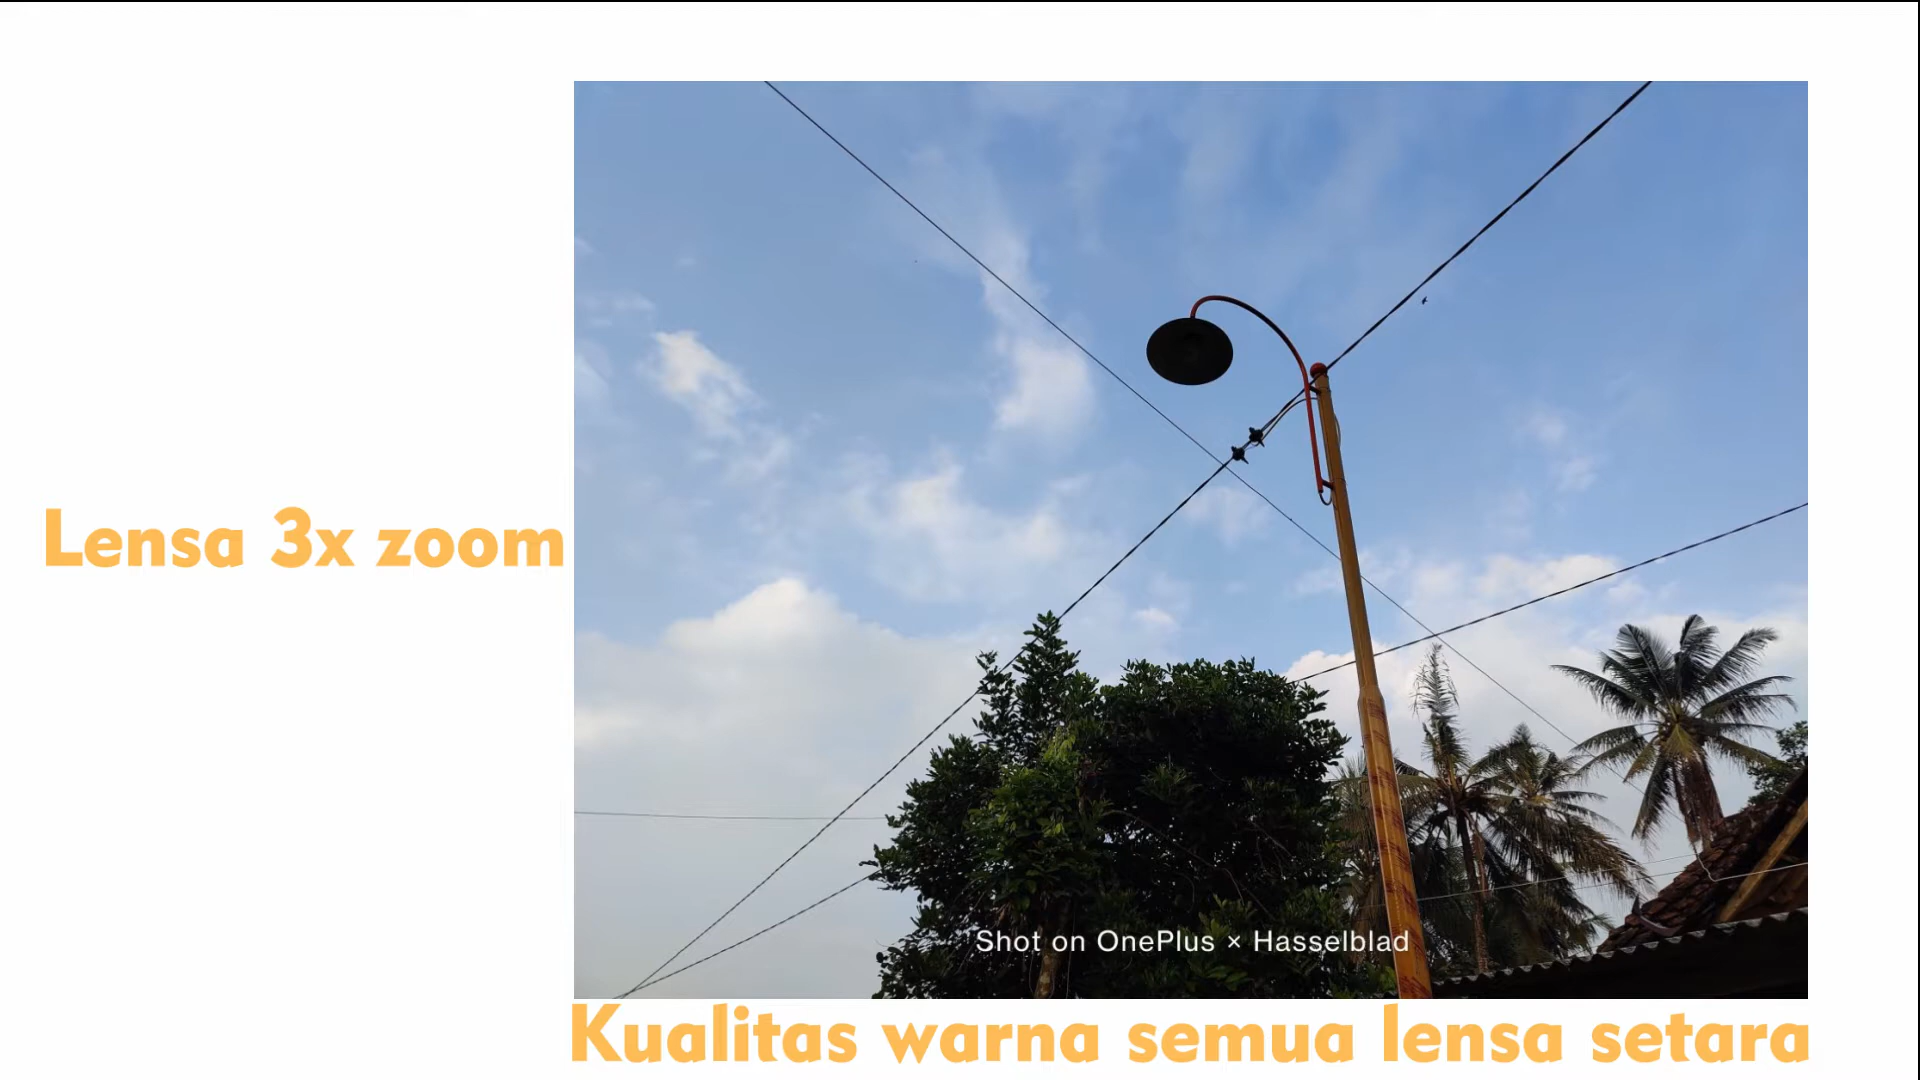 Lensa 3x zoom
Shot on OnePlus × Hasselblad
Kualitas warna semua lensa setara